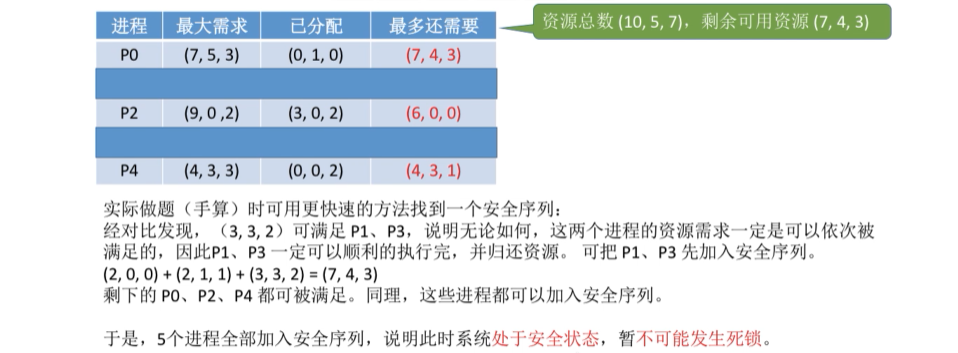 资源总数 (10, 5, 7)，剩余可用资源 (7, 4, 3)
进程 最大需求 已分配 最多还需要
P0 (7, 5, 3) (0, 1, 0) (7, 4, 3)
P2 (9, 0 ,2) (3, 0, 2) (6, 0, 0)
P4 (4, 3, 3) (0, 0, 2) (4, 3, 1)
实际做题（手算）时可用更快速的方法找到一个安全序列：
经对比发现，（3, 3, 2）可满足 P1、P3，说明无论如何，这两个进程的资源需求一定是可以依次被
满足的，因此P1、P3 一定可以顺利的执行完，并归还资源。 可把 P1、P3 先加入安全序列。
(2, 0, 0) + (2, 1, 1) + (3, 3, 2) = (7, 4, 3)
剩下的 P0、P2、P4 都可被满足。同理，这些进程都可以加入安全序列。
于是，5个进程全部加入安全序列，说明此时系统处于安全状态，暂不可能发生死锁。